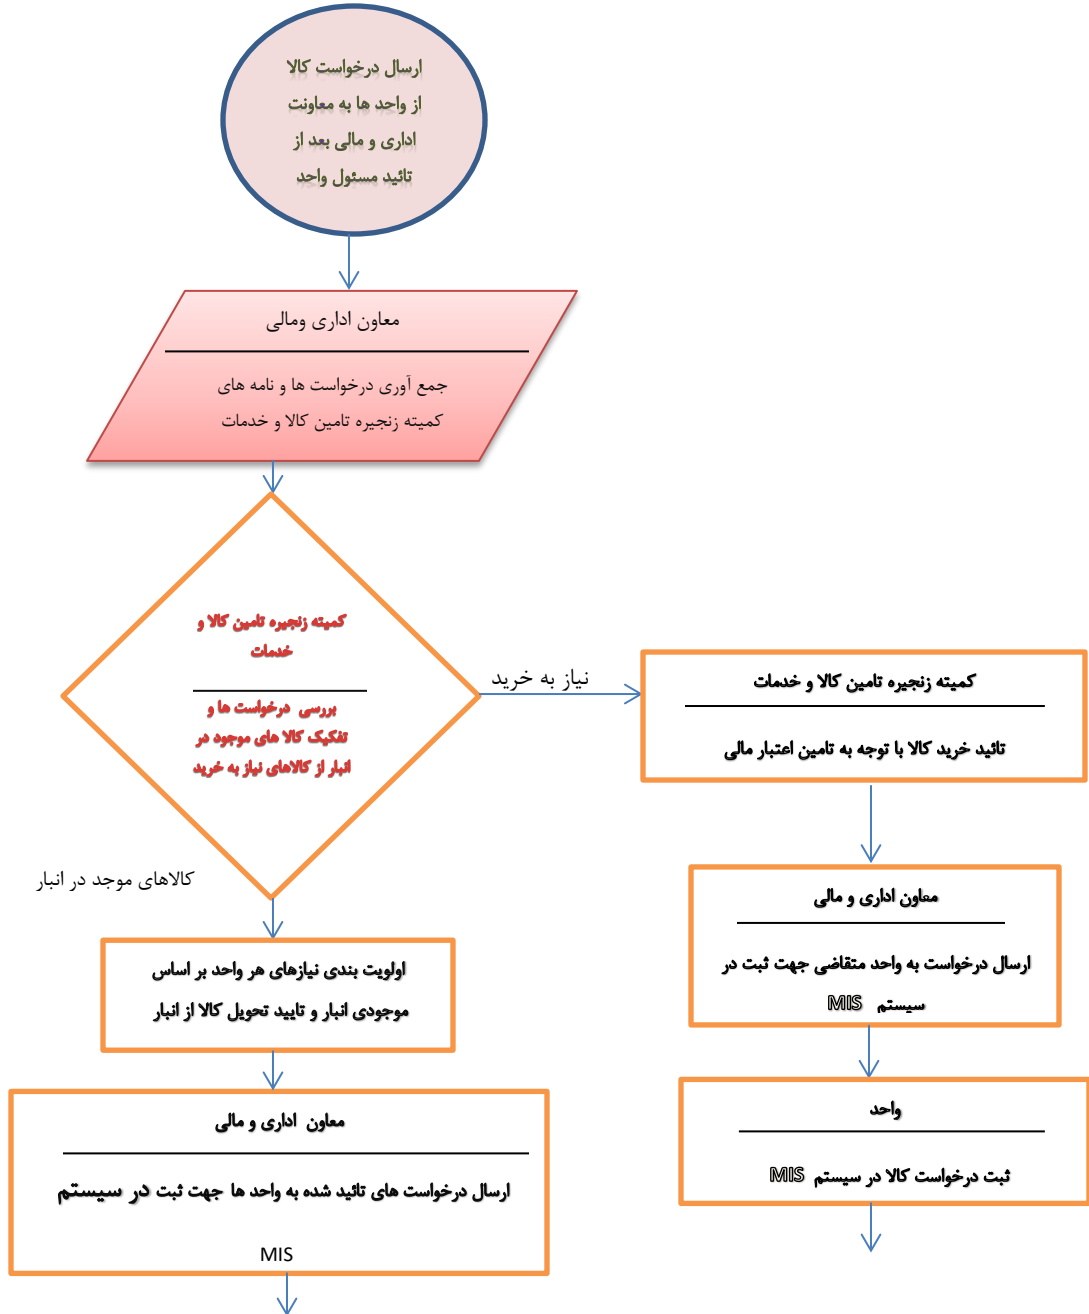 ارسال درخواست کالا
از واحد ها به معاونت
اداری و مالی بعد از
تائید مسئول واحد
معاون اداری ومالی
جمع آوری درخواست ها و نامه های
کمیته زنجیره تامین کالا و خدمات
کمیته زنجیره تامین کالا و
خدمات
بررسی درخواست ها و
تفکیک کالا های موجود در
انبار از کالاهای نیاز به خرید
نیاز به خرید
کمیته زنجیره تامین کالا و خدمات
تائید خرید کالا با توجه به تامین اعتبار مالی
معاون اداری و مالی
ارسال درخواست به واحد متقاضی جهت ثبت در
سیستم MIS
واحد
ثبت درخواست کالا در سیستم MIS
کالاهای موجد در انبار
اولویت بندی نیازهای هر واحد بر اساس
موجودی انبار و تایید تحویل کالا از انبار
معاون اداری و مالی
ارسال درخواست های تائید شده به واحد ها جهت ثبت در سیستم
MIS